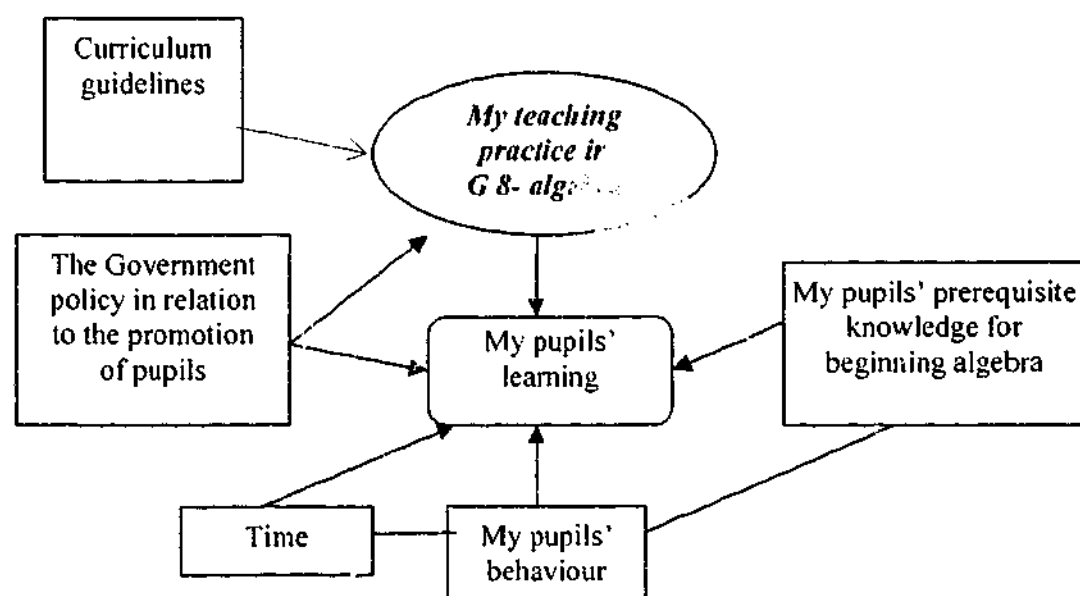 Curriculum
guidelines
My teaching
practice
G 8-
The Government
policy in relation
to the promotion
of pupils
My pupils'
learning
My pupils' prerequisite
knowledge for
beginning algebra
Time
My pupils'
behaviour